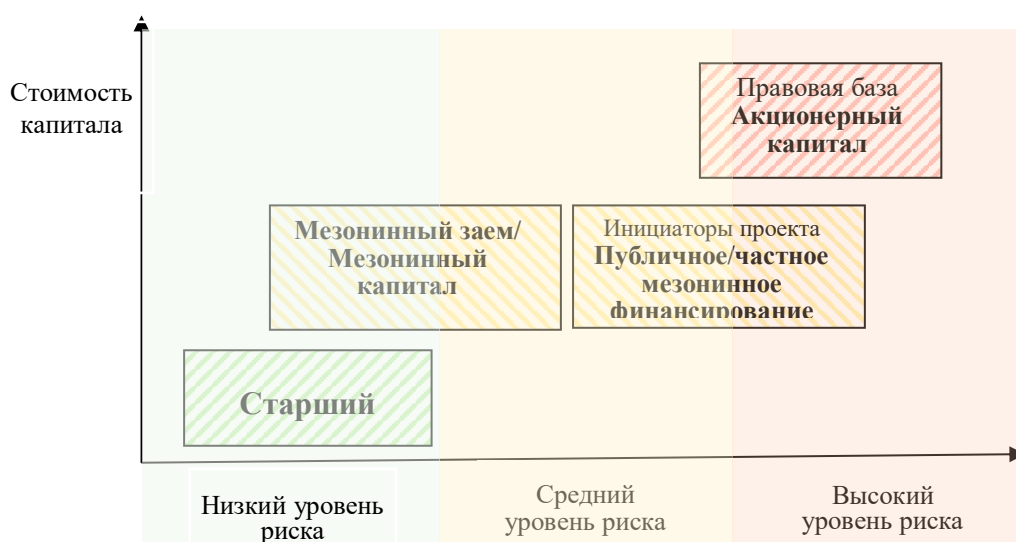 Стоимость
капитала
Правовая база
Акционерный
капитал
Мезонинный заем/
Мезонинный
капитал
Инициаторы проекта
Публичное/частное
мезонинное
финансирование
Старший
Низкий уровень
риска
Средний
уровень риска
Высокий
уровень риска